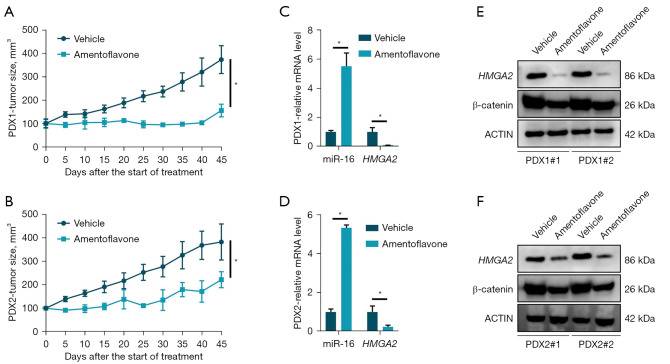 A
PDX1-tumor size, mm³
500
400
300
200
100
0
Vehicle
Amentoflavone
*
0 5 10 15 20 25 30 35 40 45
Days after the start of treatment
B
PDX2-tumor size, mm³
500
400
300
200
100
0
Vehicle
Amentoflavone
*
0 5 10 15 20 25 30 35 40 45
Days after the start of treatment
C
PDX1-relative mRNA level
8
6
4
2
0
Vehicle
Amentoflavone
*
*
miR-16 HMGA2
D
PDX2-relative mRNA level
6
4
2
0
Vehicle
Amentoflavone
*
*
miR-16 HMGA2
E
Vehicle Amentoflavone Vehicle Amentoflavone
HMGA2 86 kDa
β-catenin 26 kDa
ACTIN 42 kDa
PDX1#1 PDX1#2
F
Vehicle Amentoflavone Vehicle Amentoflavone
HMGA2 86 kDa
β-catenin 26 kDa
ACTIN 42 kDa
PDX2#1 PDX2#2